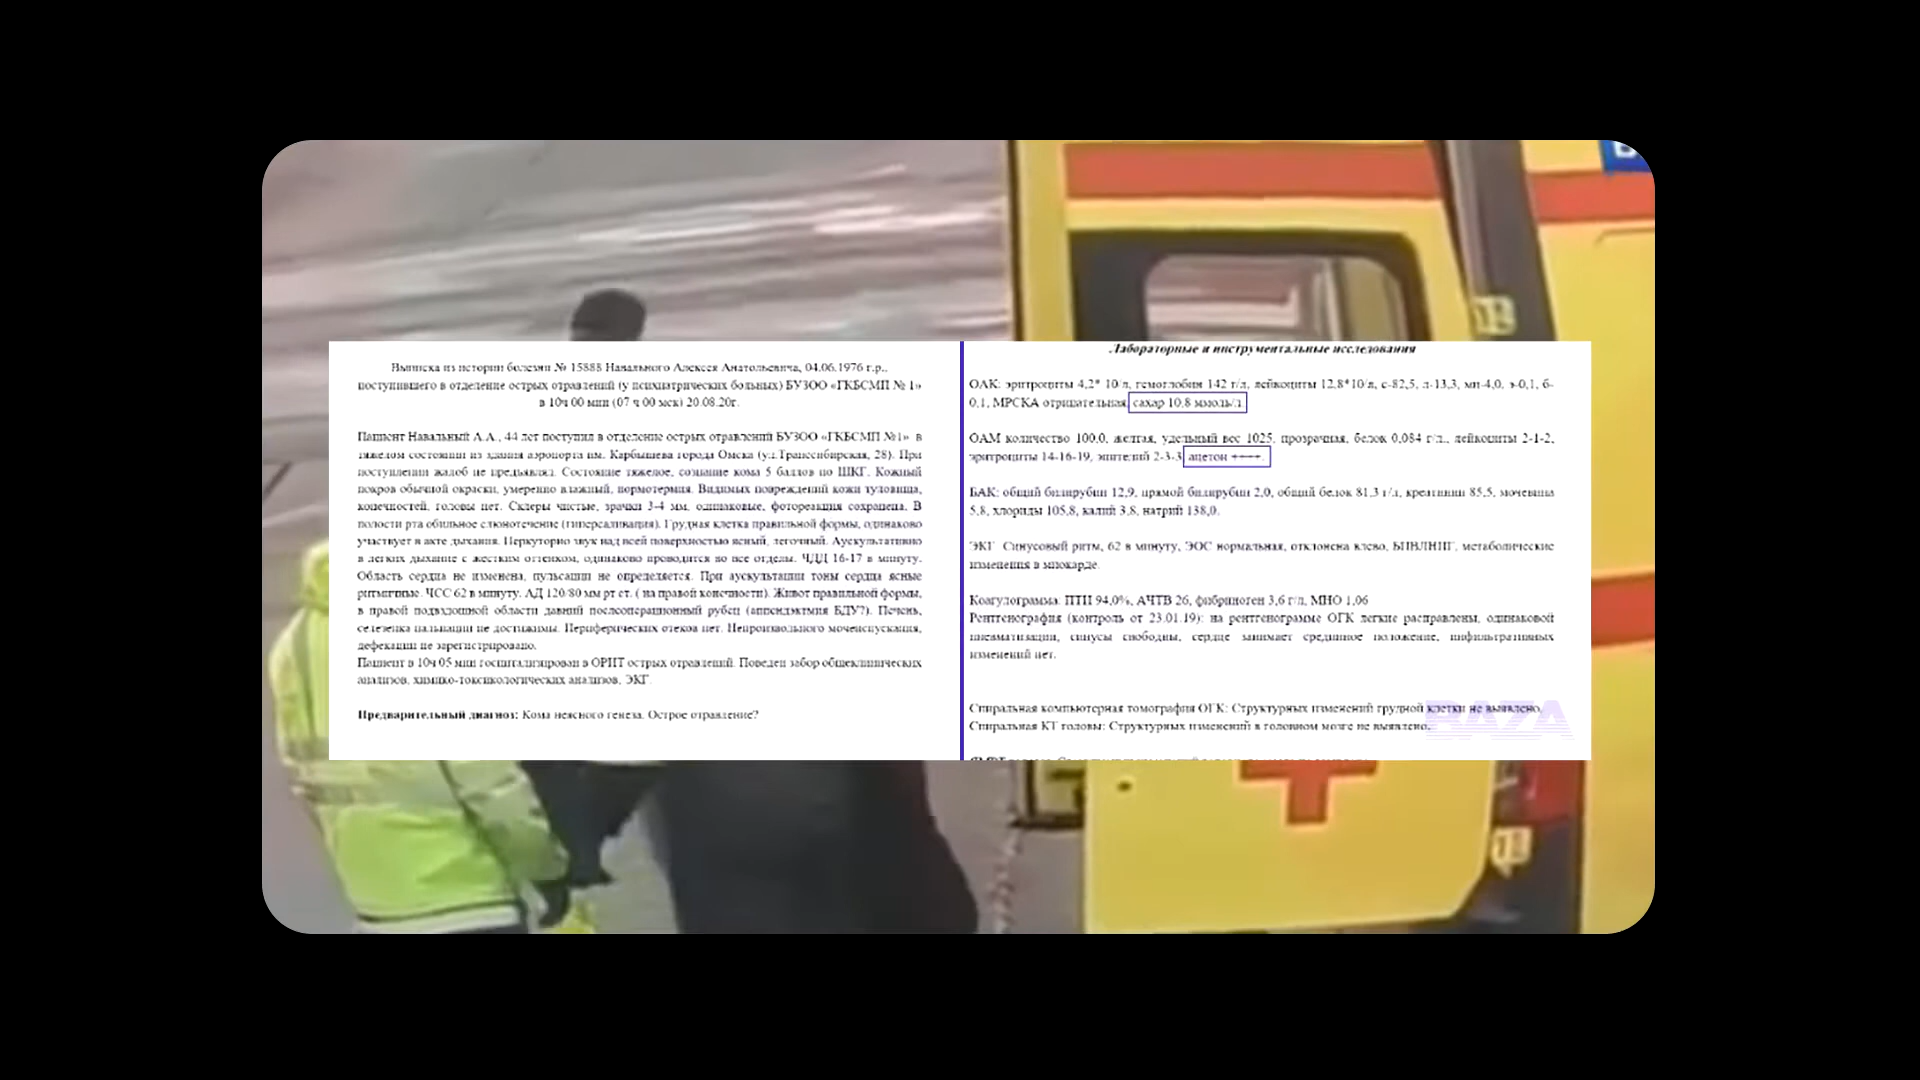 Выписка из истории болезни № 15888 Навального Алексея Анатольевича, 04.06.1976 г.р.,
поступившего в отделение острых отравлений (у психиатрических больных) БУЗОО «ГКБСМП № 1»
в 10ч 00 мин (07 ч 00 мск) 20.08.20г.
Пациент Навальный А.А., 44 лет поступил в отделение острых отравлений БУЗОО «ГКБСМП №1» в
тяжелом состоянии из здания аэропорта им. Карбышева города Омска (ул.Транссибирская, 28). При
поступлении жалоб не предъявлял. Состояние тяжелое, сознание кома 5 баллов по ШКГ. Кожный
покров обычной окраски, умеренно влажный, нормотермия. Видимых повреждений кожи туловища,
конечностей, головы нет. Склеры чистые, зрачки 3-4 мм, одинаковые, фотореакция сохранена. В
полости рта обильное слюнотечение (гиперсаливация). Грудная клетка правильной формы, одинаково
участвует в акте дыхания. Перкуторно звук над всей поверхностью ясный, легочный. Аускультативно
в легких дыхание с жестким оттенком, одинаково проводится во все отделы. ЧДД 16-17 в минуту.
Область сердца не изменена, пульсации не определяется. При аускультации тоны сердца ясные
ритмичные. ЧСС 62 в минуту. АД 120/80 мм рт ст. ( на правой конечности). Живот правильной формы,
в правой подвздошной области давний послеоперационный рубец (аппендэктмия БДУ?). Печень,
селезенка пальпации не достижимы. Периферических отеков нет. Непроизвольного мочеиспускания,
дефекации не зарегистрировано.
Пациент в 10ч 05 мин госпитализирован в ОРИТ острых отравлений. Поведен забор общеклинических
анализов, химико-токсикологических анализов, ЭКГ.
Предварительный диагноз: Кома неясного генеза. Острое отравление?
Лабораторные и инструментальные исследования
ОАК: эритроциты 4,2* 10/л, гемоглобин 142 г/л, лейкоциты 12,8*10/л, с-82,5, л-13,3, мн-4,0, э-0,1, б-
0,1, МРСКА отрицательная, сахар 10,8 ммоль/л
ОАМ количество 100,0, желтая, удельный вес 1025, прозрачная, белок 0,084 г/л., лейкоциты 2-1-2,
эритроциты 14-16-19, эпителий 2-3-3, ацетон ++++.
БАК: общий билирубин 12,9, прямой билирубин 2,0, общий белок 81,3 г/л, креатинин 85,5, мочевина
5,8, хлориды 105,8, калий 3,8, натрий 138,0.
ЭКГ Синусовый ритм, 62 в минуту, ЭОС нормальная, отклонена влево, БПВЛНПГ, метаболические
изменения в миокарде.
Коагулограмма: ПТИ 94,0%, АЧТВ 26, фибриноген 3,6 г/л, МНО 1,06
Рентгенография (контроль от 23.01.19): на рентгенограмме ОГК легкие расправлены, одинаковой
пневматизации, синусы свободны, сердце занимает срединное положение, инфильтративных
изменений нет.
Спиральная компьютерная томография ОГК: Структурных изменений грудной клетки не выявлено.
Спиральная КТ головы: Структурных изменений в головном мозге не выявлено.
BAZA